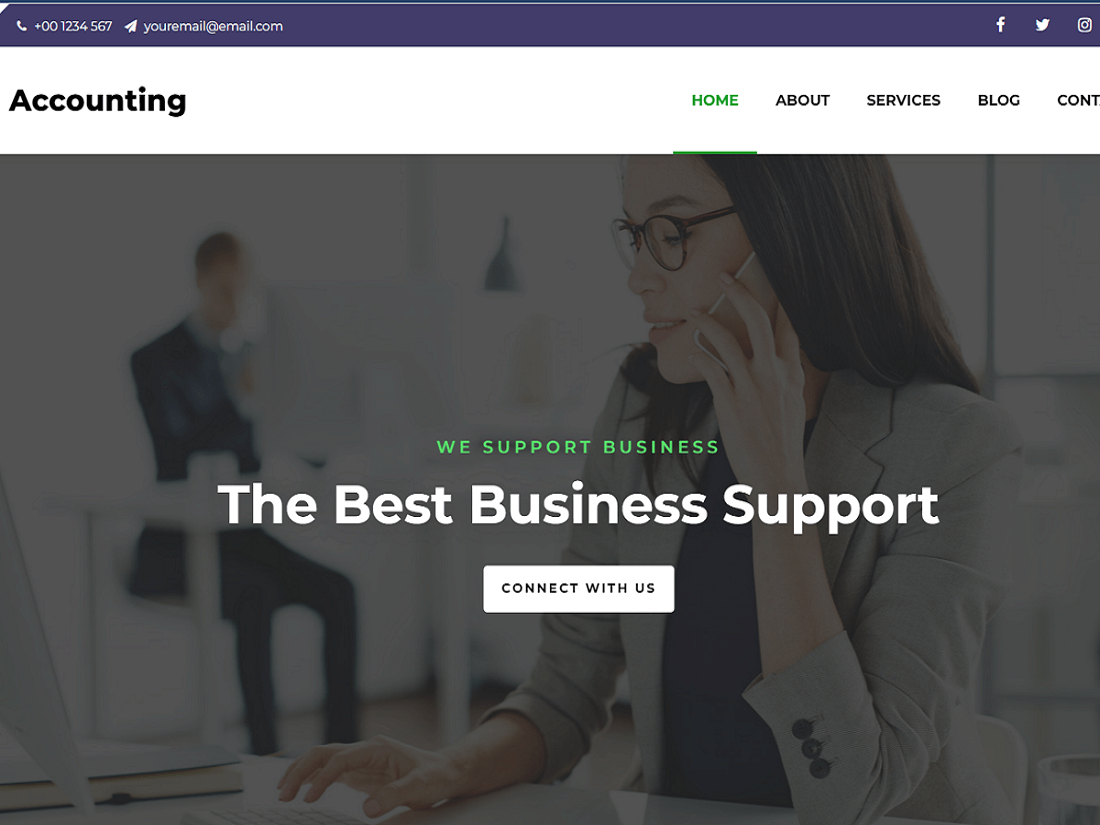 +00 1234 567 youremail@email.com
Accounting
HOME ABOUT SERVICES BLOG CONT
WE SUPPORT BUSINESS
The Best Business Support
CONNECT WITH US